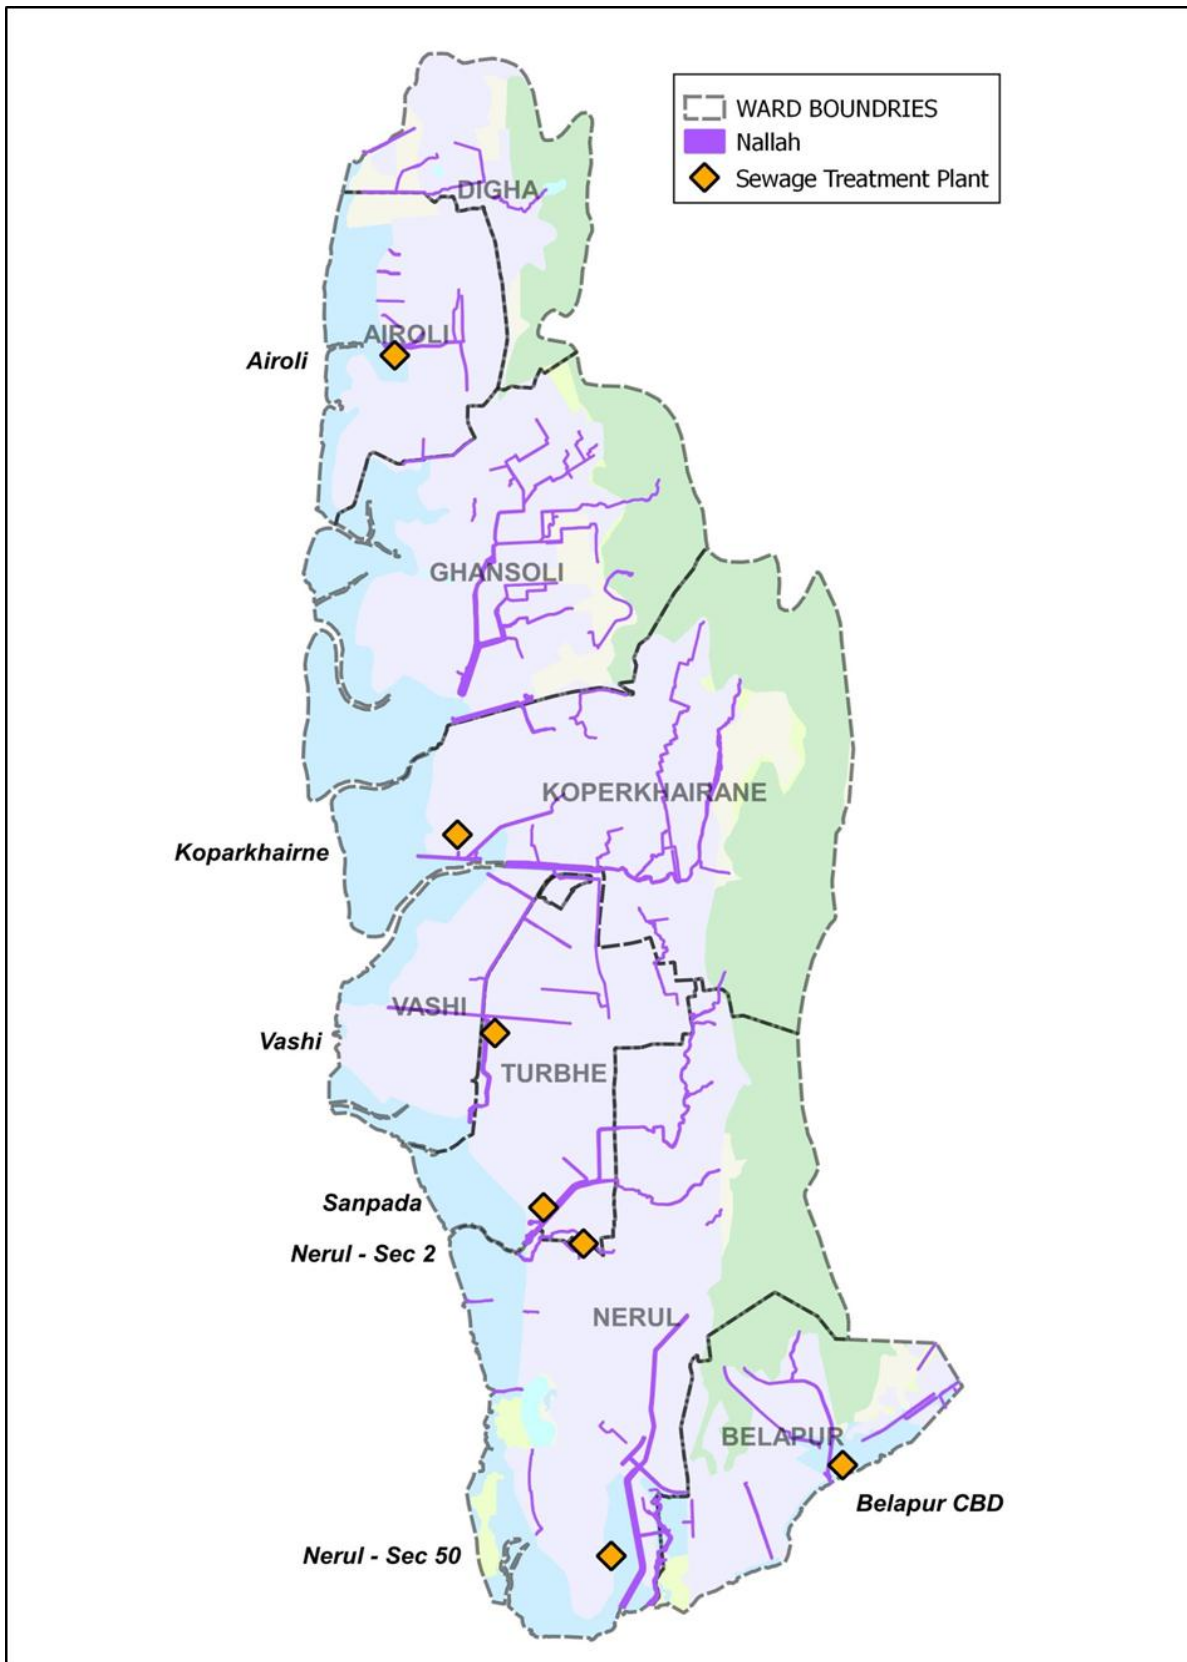 WARD BOUNDRIES
Nallah
Sewage Treatment Plant
DIGHA
AIROLI
Airoli
GHANSOLI
KOPERKHAIRANE
Koparkhairne
VASHI
Vashi
TURBHE
Sanpada
Nerul - Sec 2
NERUL
BELAPUR
Belapur CBD
Nerul - Sec 50